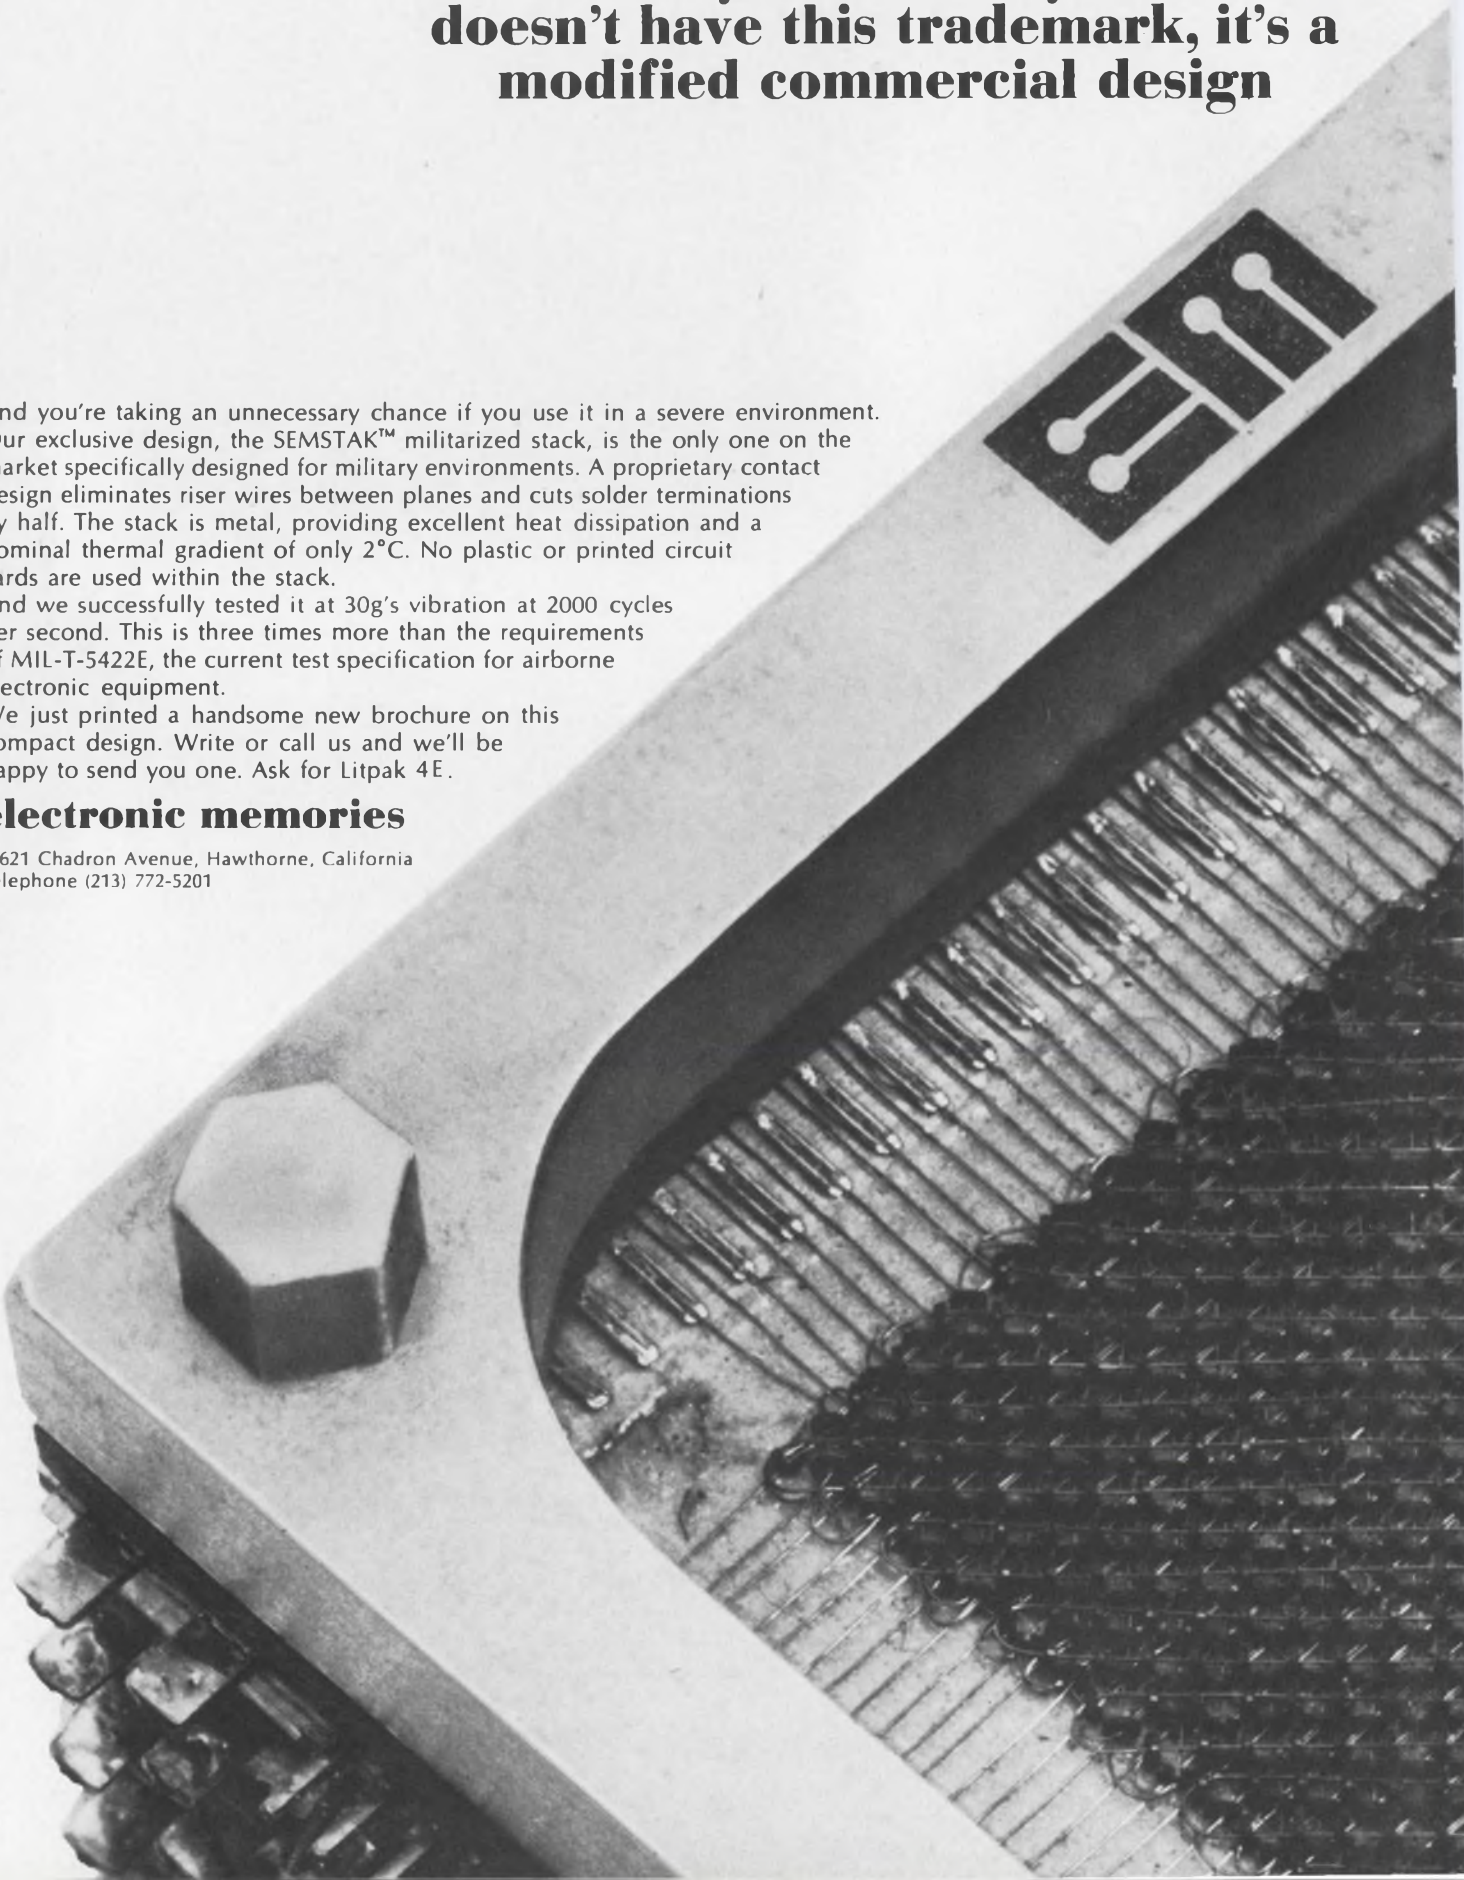 doesn't have this trademark, it's a
modified commercial design
nd you're taking an unnecessary chance if you use it in a severe environment.
ur exclusive design, the SEMSTAK™ militarized stack, is the only one on the
arket specifically designed for military environments. A proprietary contact
esign eliminates riser wires between planes and cuts solder terminations
y half. The stack is metal, providing excellent heat dissipation and a
ominal thermal gradient of only 2°C. No plastic or printed circuit
ards are used within the stack.
nd we successfully tested it at 30g's vibration at 2000 cycles
er second. This is three times more than the requirements
f MIL-T-5422E, the current test specification for airborne
ectronic equipment.
e just printed a handsome new brochure on this
ompact design. Write or call us and we'll be
appy to send you one. Ask for Litpak 4E.
electronic memories
621 Chadron Avenue, Hawthorne, California
lephone (213) 772-5201